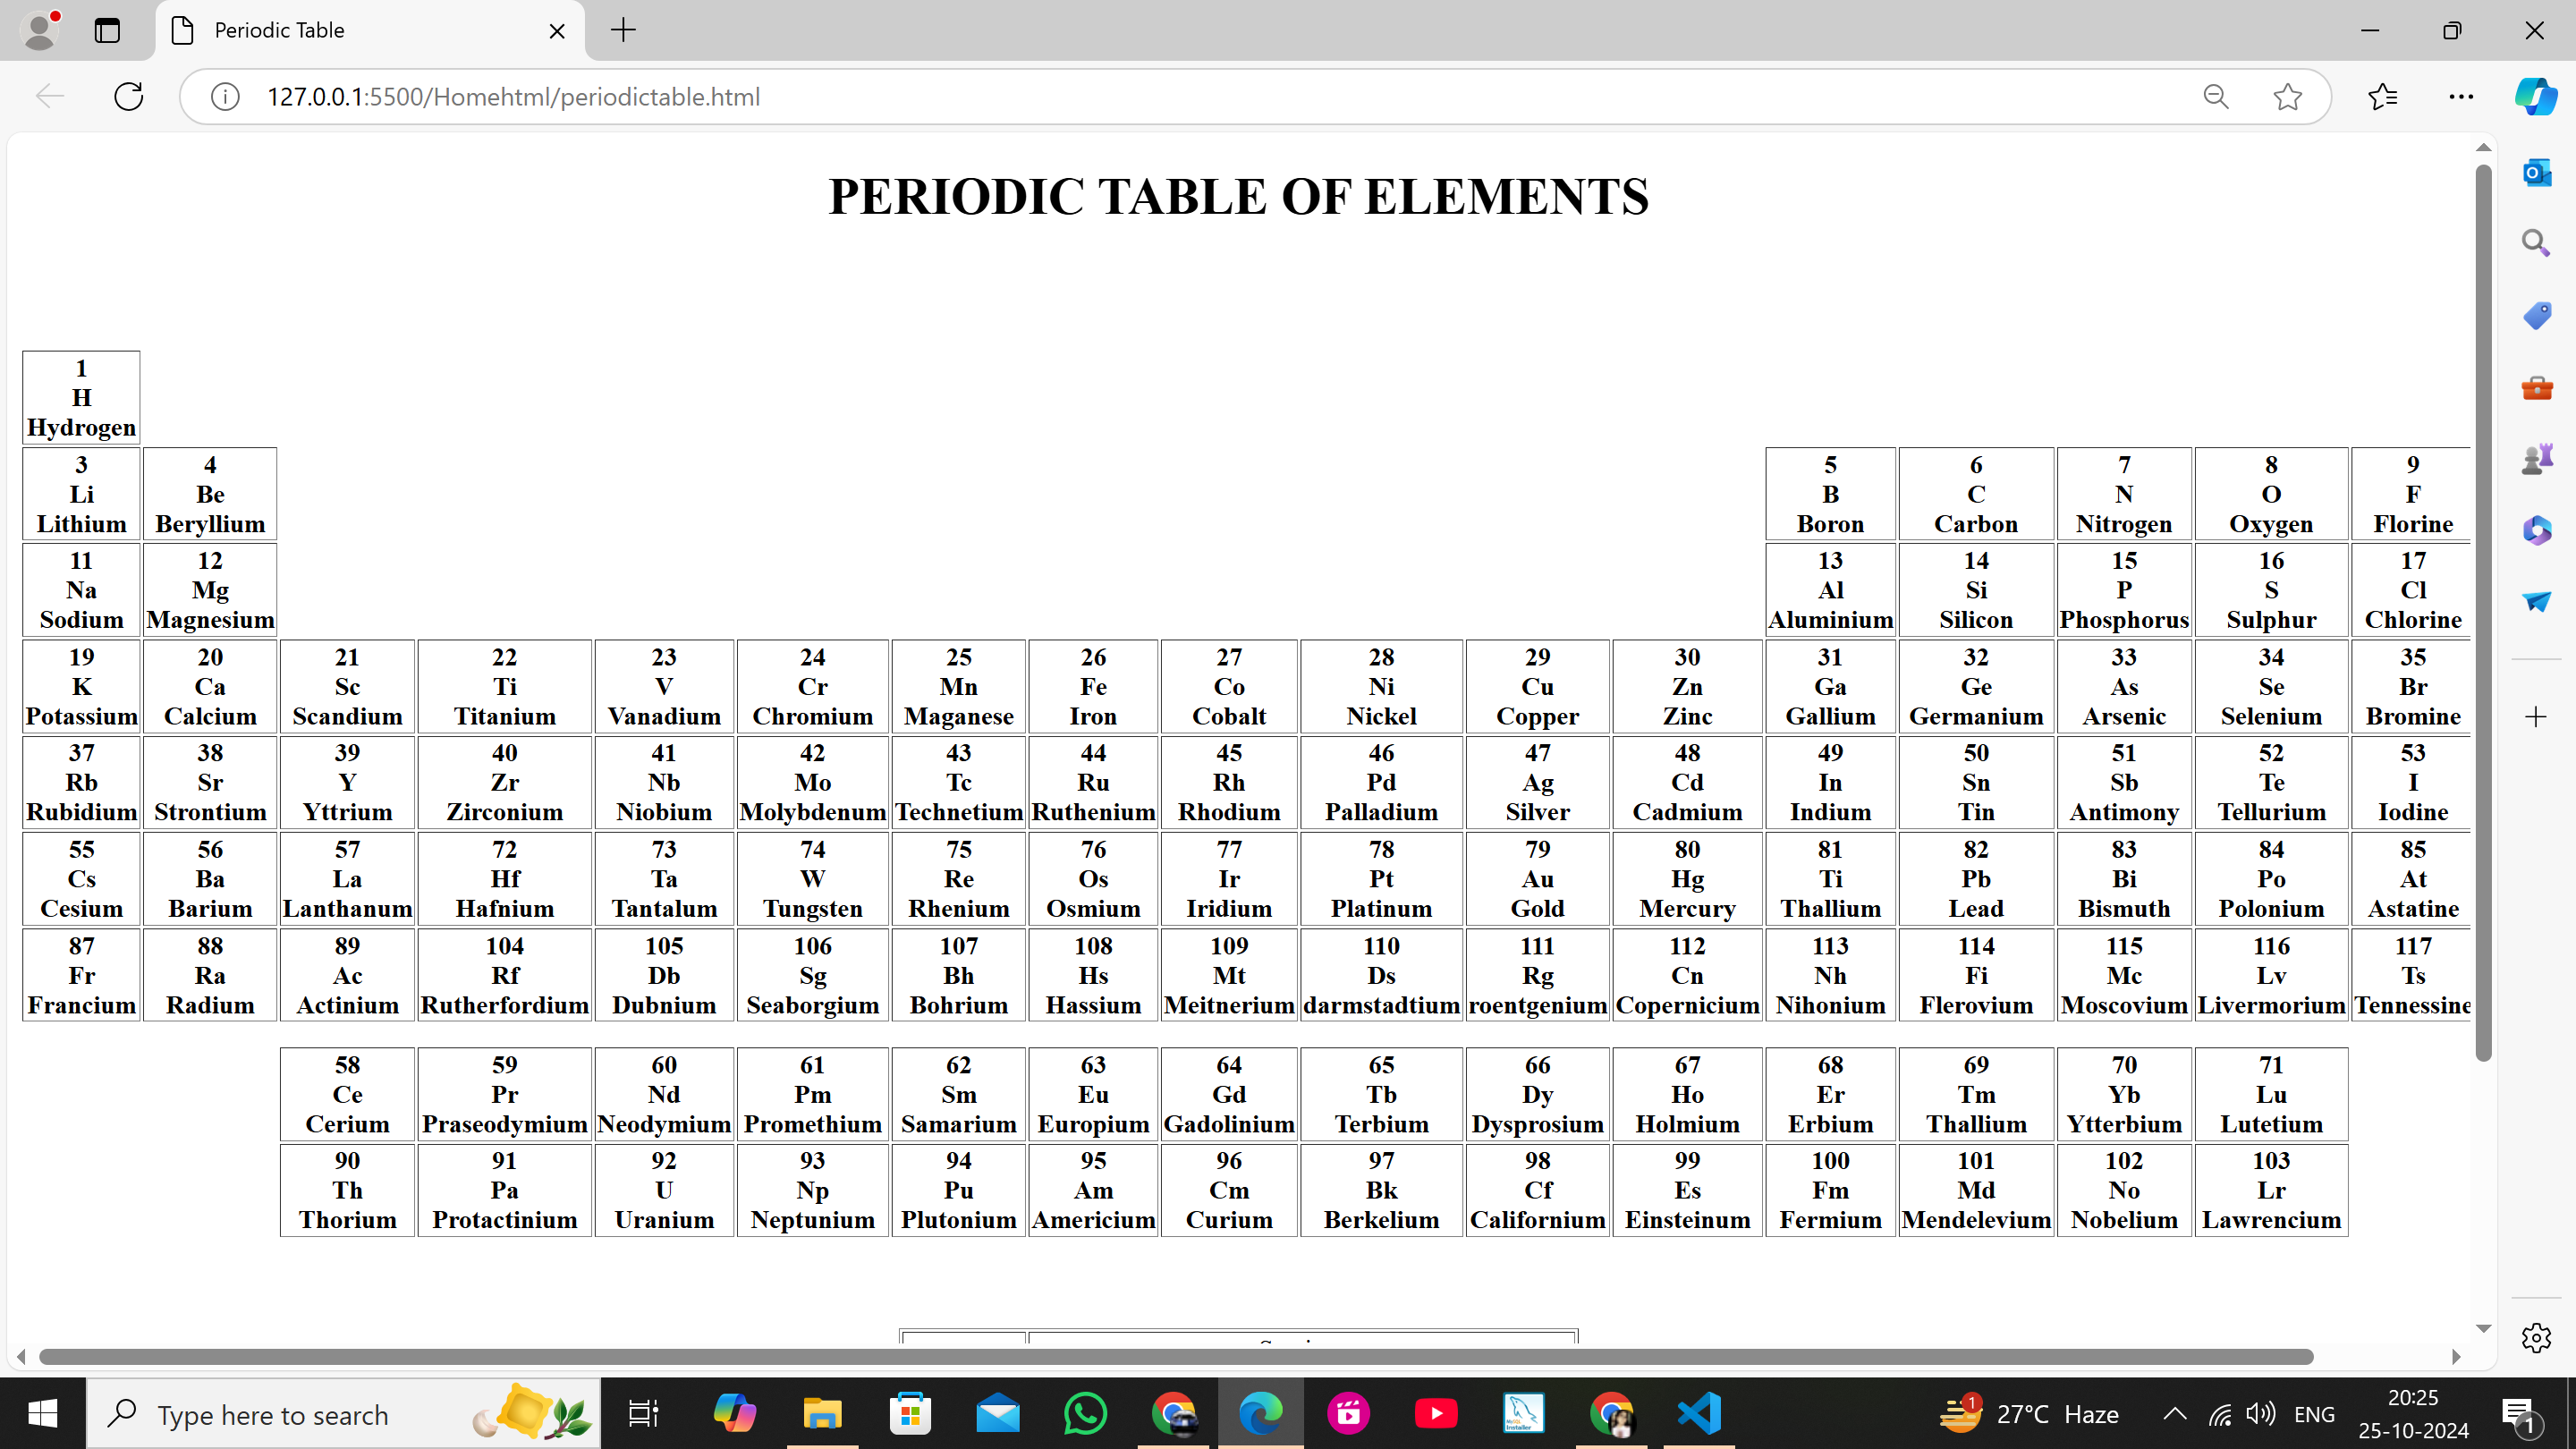 Periodic Table
127.0.0.1:5500/Homehtml/periodictable.html
PERIODIC TABLE OF ELEMENTS
1
H
Hydrogen
3 4 5 6 7 8 9
Li Be B C N O F
Lithium Beryllium Boron Carbon Nitrogen Oxygen Florine
11 12 13 14 15 16 17
Na Mg Al Si P S Cl
Sodium Magnesium Aluminium Silicon Phosphorus Sulphur Chlorine
19 20 21 22 23 24 25 26 27 28 29 30 31 32 33 34 35
K Ca Sc Ti V Cr Mn Fe Co Ni Cu Zn Ga Ge As Se Br
Potassium Calcium Scandium Titanium Vanadium Chromium Maganese Iron Cobalt Nickel Copper Zinc Gallium Germanium Arsenic Selenium Bromine
37 38 39 40 41 42 43 44 45 46 47 48 49 50 51 52 53
Rb Sr Y Zr Nb Mo Tc Ru Rh Pd Ag Cd In Sn Sb Te I
Rubidium Strontium Yttrium Zirconium Niobium Molybdenum Technetium Ruthenium Rhodium Palladium Silver Cadmium Indium Tin Antimony Tellurium Iodine
55 56 57 72 73 74 75 76 77 78 79 80 81 82 83 84 85
Cs Ba La Hf Ta W Re Os Ir Pt Au Hg Ti Pb Bi Po At
Cesium Barium Lanthanum Hafnium Tantalum Tungsten Rhenium Osmium Iridium Platinum Gold Mercury Thallium Lead Bismuth Polonium Astatine
87 88 89 104 105 106 107 108 109 110 111 112 113 114 115 116 117
Fr Ra Ac Rf Db Sg Bh Hs Mt Ds Rg Cn Nh Fi Mc Lv Ts
Francium Radium Actinium Rutherfordium Dubnium Seaborgium Bohrium Hassium Meitnerium darmstadtium roentgenium Copernicium Nihonium Flerovium Moscovium Livermorium Tennessine
58 59 60 61 62 63 64 65 66 67 68 69 70 71
Ce Pr Nd Pm Sm Eu Gd Tb Dy Ho Er Tm Yb Lu
Cerium Praseodymium Neodymium Promethium Samarium Europium Gadolinium Terbium Dysprosium Holmium Erbium Thallium Ytterbium Lutetium
90 91 92 93 94 95 96 97 98 99 100 101 102 103
Th Pa U Np Pu Am Cm Bk Cf Es Fm Md No Lr
Thorium Protactinium Uranium Neptunium Plutonium Americium Curium Berkelium Californium Einsteinum Fermium Mendelevium Nobelium Lawrencium
Type here to search
1 27°C Haze
ENG
20:25
25-10-2024
1